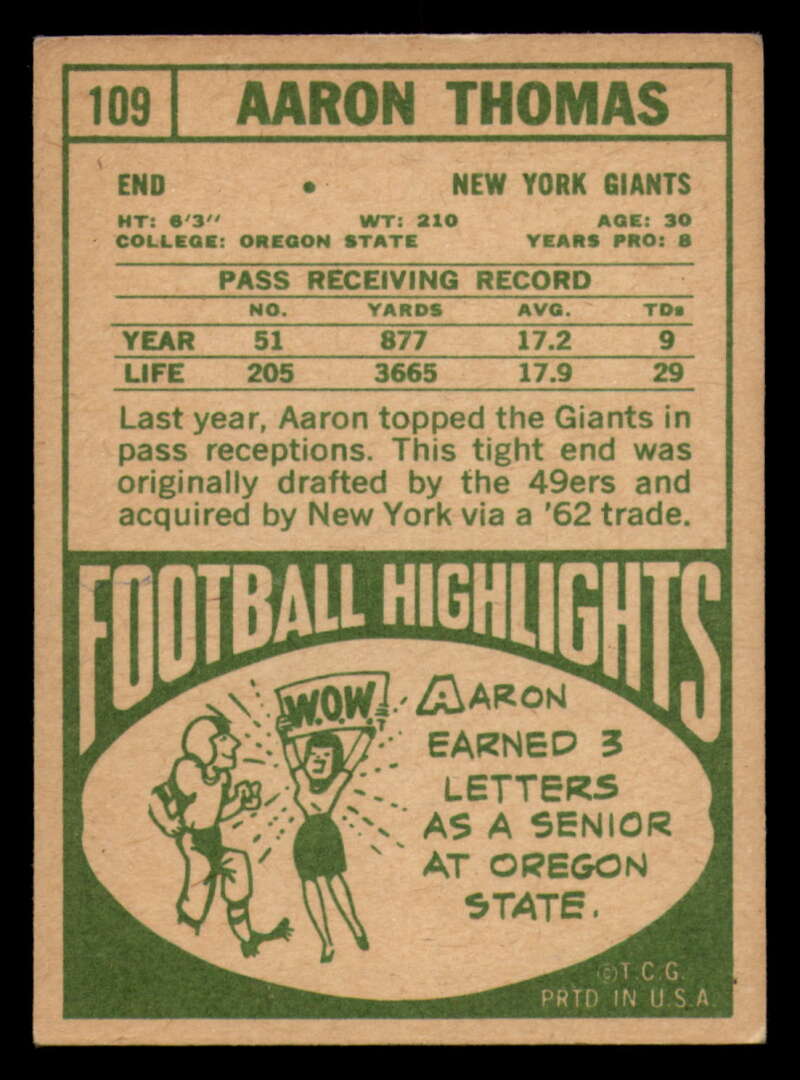 109 AARON THOMAS
END • NEW YORK GIANTS
HT: 6'3" WT: 210 AGE: 30
COLLEGE: OREGON STATE YEARS PRO: 8
PASS RECEIVING RECORD
NO. YARDS AVG. TDs
YEAR 51 877 17.2 9
LIFE 205 3665 17.9 29
Last year, Aaron topped the Giants in
pass receptions. This tight end was
originally drafted by the 49ers and
acquired by New York via a '62 trade.
FOOTBALL HIGHLIGHTS
W.O.W.
AARON
EARNED 3
LETTERS
AS A SENIOR
AT OREGON
STATE.
©T.C.G.
PRTD IN U.S.A.